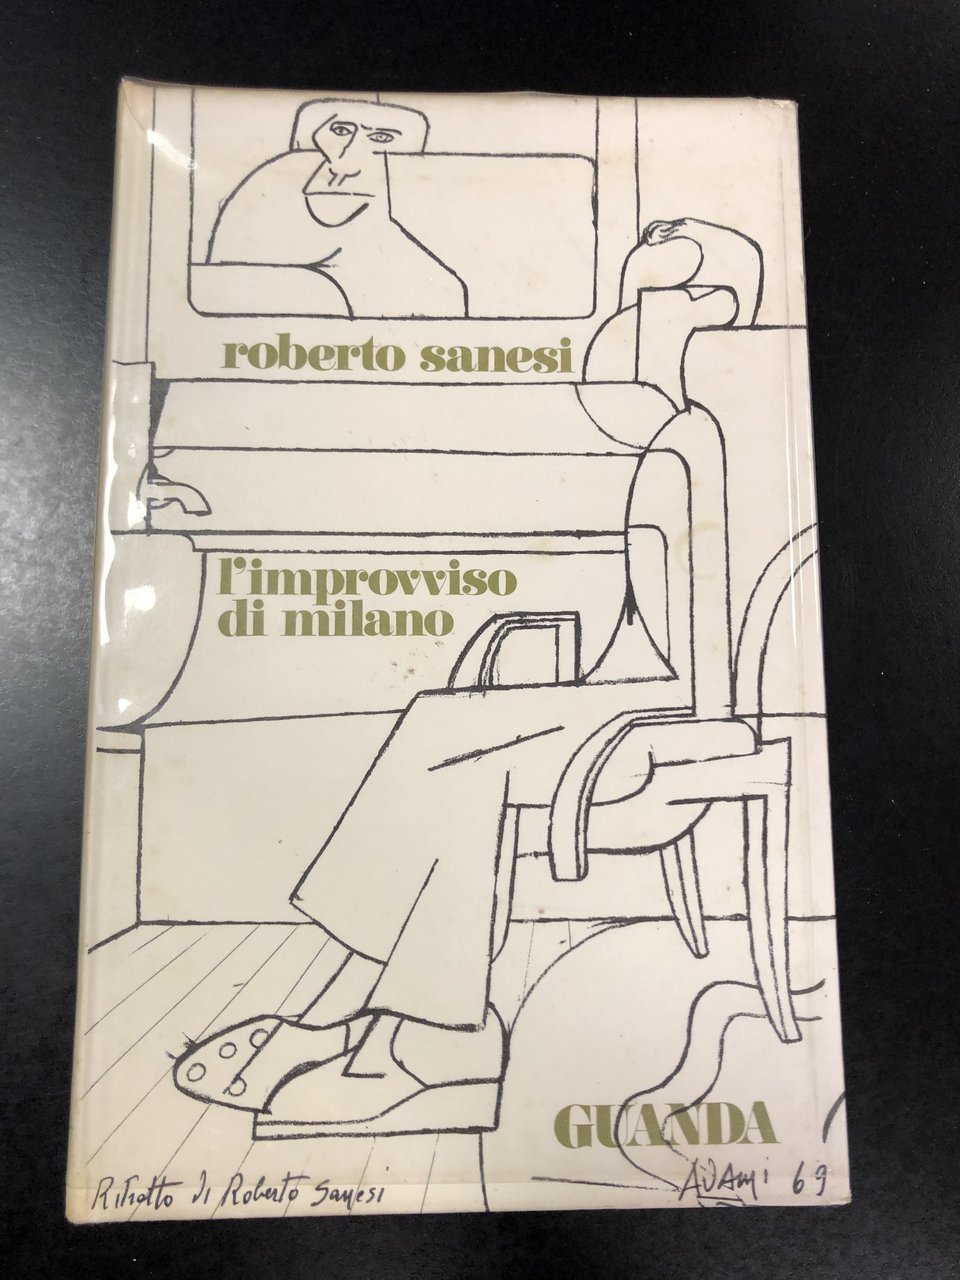 roberto sanesi
l'improvviso
di milano
GUANDA
Ritratto di Roberto Sanesi
Adami 69